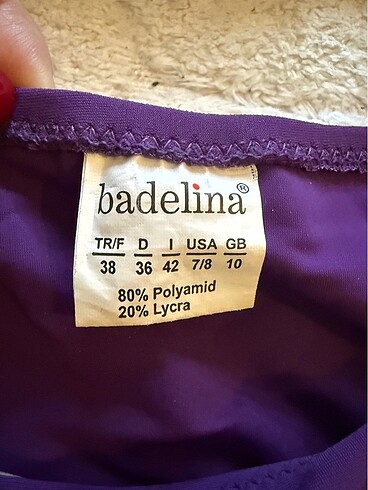 badelina®
TR/F D I USA GB
38 36 42 7/8 10
80% Polyamid
20% Lycra